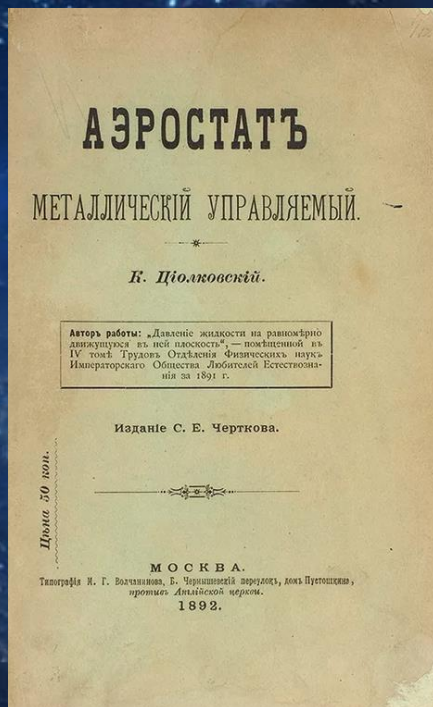 АЭРОСТАТЪ
МЕТАЛЛИЧЕСКІЙ УПРАВЛЯЕМЫЙ.
К. Ціолковскій.
Авторъ работы: „Давленіе жидкости на равномѣрно
движущуюся въ ней плоскость“, — помѣщенной въ
IV томѣ Трудовъ Отдѣленія Физическихъ наукъ
Императорскаго Общества Любителей Естествозна-
нія за 1891 г.
Изданіе С. Е. Черткова.
Цѣна 50 коп.
МОСКВА.
Типографія М. Г. Волчанинова, Б. Чернышевскій переулокъ, домъ Пустошкина,
противъ Англійской церкви.
1892.